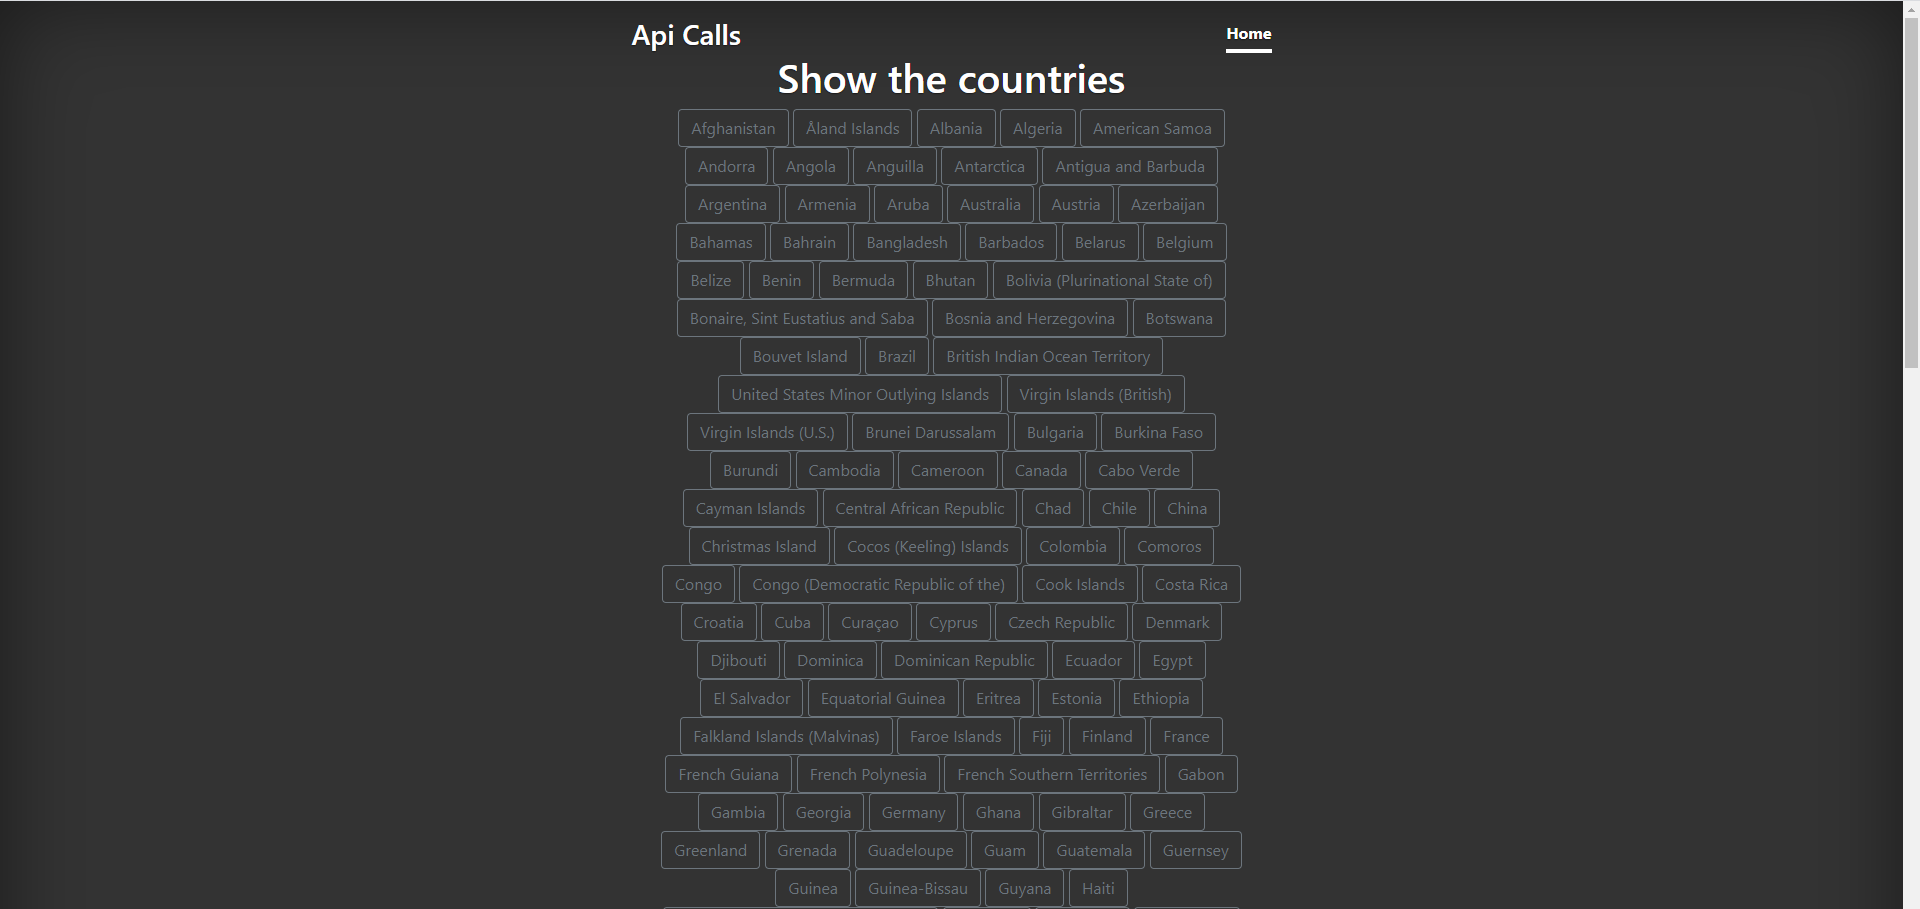 Api Calls Home
Show the countries
Afghanistan Åland Islands Albania Algeria American Samoa
Andorra Angola Anguilla Antarctica Antigua and Barbuda
Argentina Armenia Aruba Australia Austria Azerbaijan
Bahamas Bahrain Bangladesh Barbados Belarus Belgium
Belize Benin Bermuda Bhutan Bolivia (Plurinational State of)
Bonaire, Sint Eustatius and Saba Bosnia and Herzegovina Botswana
Bouvet Island Brazil British Indian Ocean Territory
United States Minor Outlying Islands Virgin Islands (British)
Virgin Islands (U.S.) Brunei Darussalam Bulgaria Burkina Faso
Burundi Cambodia Cameroon Canada Cabo Verde
Cayman Islands Central African Republic Chad Chile China
Christmas Island Cocos (Keeling) Islands Colombia Comoros
Congo Congo (Democratic Republic of the) Cook Islands Costa Rica
Croatia Cuba Curaçao Cyprus Czech Republic Denmark
Djibouti Dominica Dominican Republic Ecuador Egypt
El Salvador Equatorial Guinea Eritrea Estonia Ethiopia
Falkland Islands (Malvinas) Faroe Islands Fiji Finland France
French Guiana French Polynesia French Southern Territories Gabon
Gambia Georgia Germany Ghana Gibraltar Greece
Greenland Grenada Guadeloupe Guam Guatemala Guernsey
Guinea Guinea-Bissau Guyana Haiti